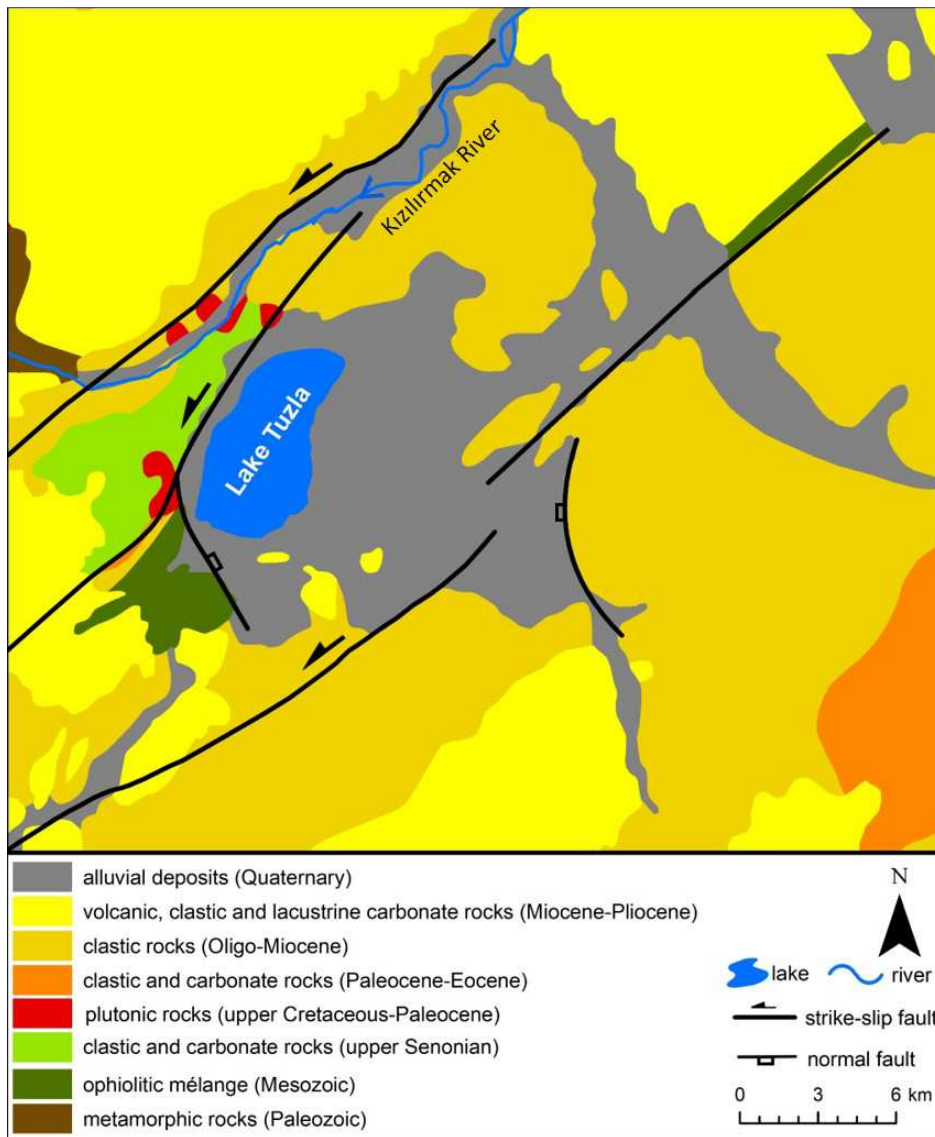 Kızılırmak River
Lake Tuzla
alluvial deposits (Quaternary)
volcanic, clastic and lacustrine carbonate rocks (Miocene-Pliocene)
clastic rocks (Oligo-Miocene)
clastic and carbonate rocks (Paleocene-Eocene)
plutonic rocks (upper Cretaceous-Paleocene)
clastic and carbonate rocks (upper Senonian)
ophiolitic mélange (Mesozoic)
metamorphic rocks (Paleozoic)
N
lake river
strike-slip fault
normal fault
0 3 6 km